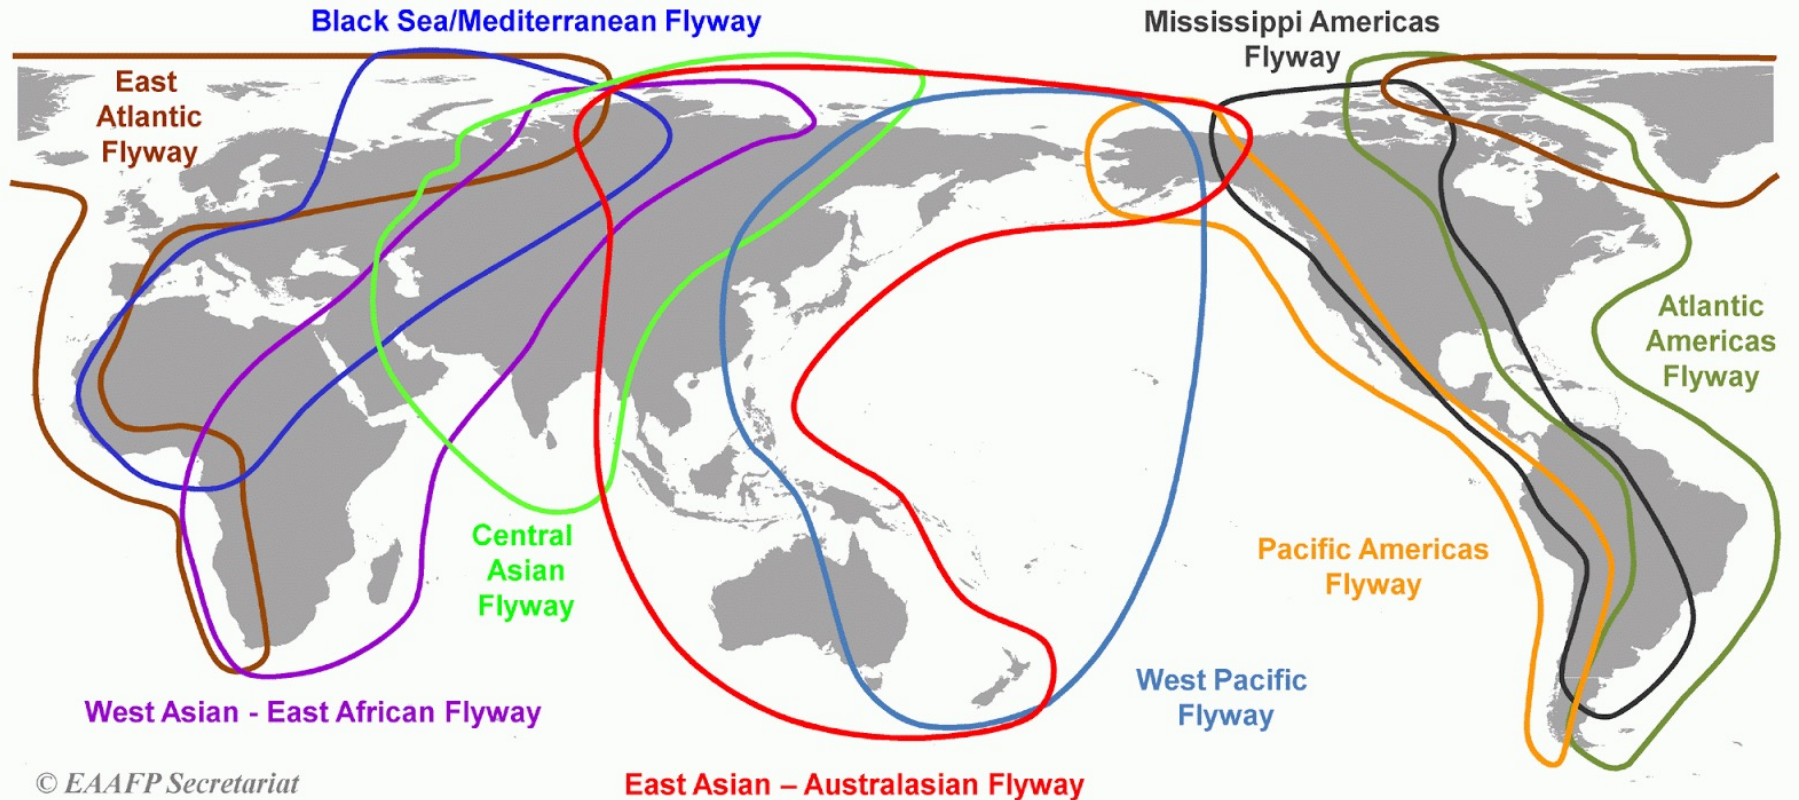 Black Sea/Mediterranean Flyway
Mississippi Americas
Flyway
East
Atlantic
Flyway
Atlantic
Americas
Flyway
Central
Asian
Flyway
Pacific Americas
Flyway
West Pacific
Flyway
West Asian - East African Flyway
East Asian – Australasian Flyway
© EAAFP Secretariat